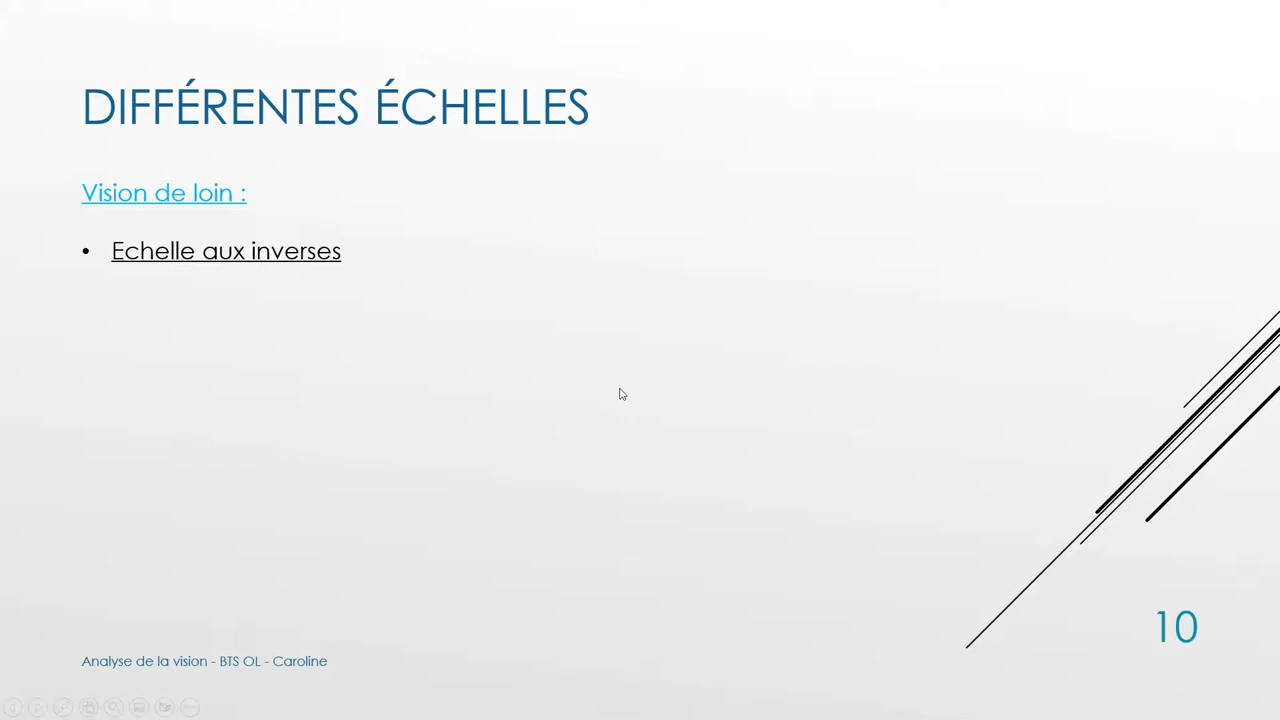 DIFFÉRENTES ÉCHELLES
Vision de loin :
• Echelle aux inverses
10
Analyse de la vision - BTS OL - Caroline